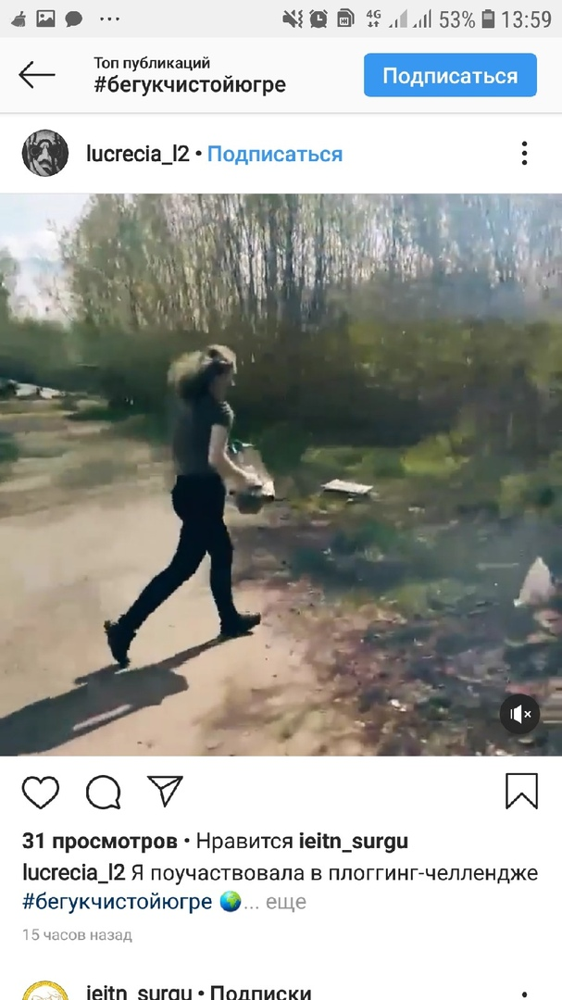 4G 53% 13:59
Топ публикаций
#бегукчистойюгре
Подписаться
lucrecia_l2 • Подписаться
31 просмотров • Нравится ieitn_surgu
lucrecia_l2 Я поучаствовала в плоггинг-челлендже
#бегукчистойюгре 🌍... еще
15 часов назад
ieitn_surgu • Подписки